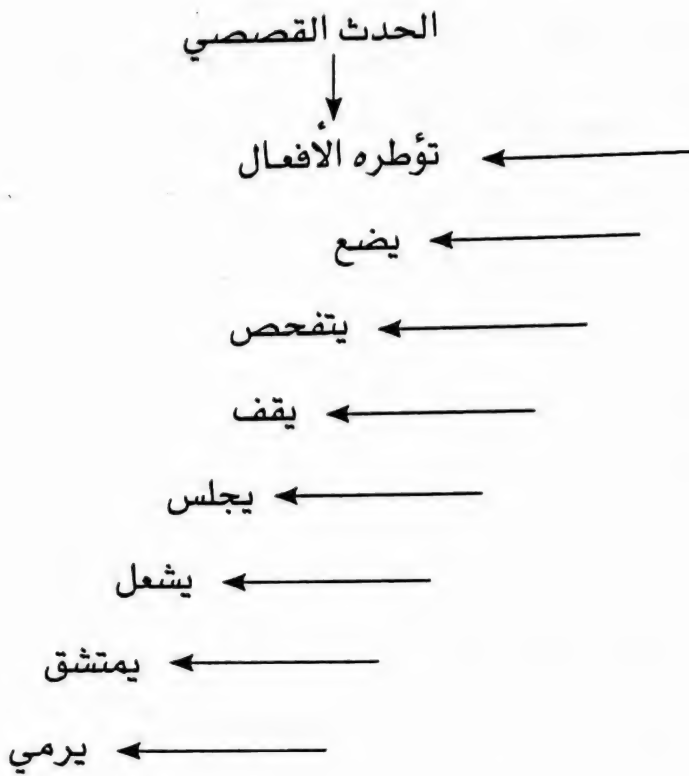 الحدث القصصي
تؤطره الأفعال
يضع
يتفحص
يقف
يجلس
يشعل
يمتشق
يرمي